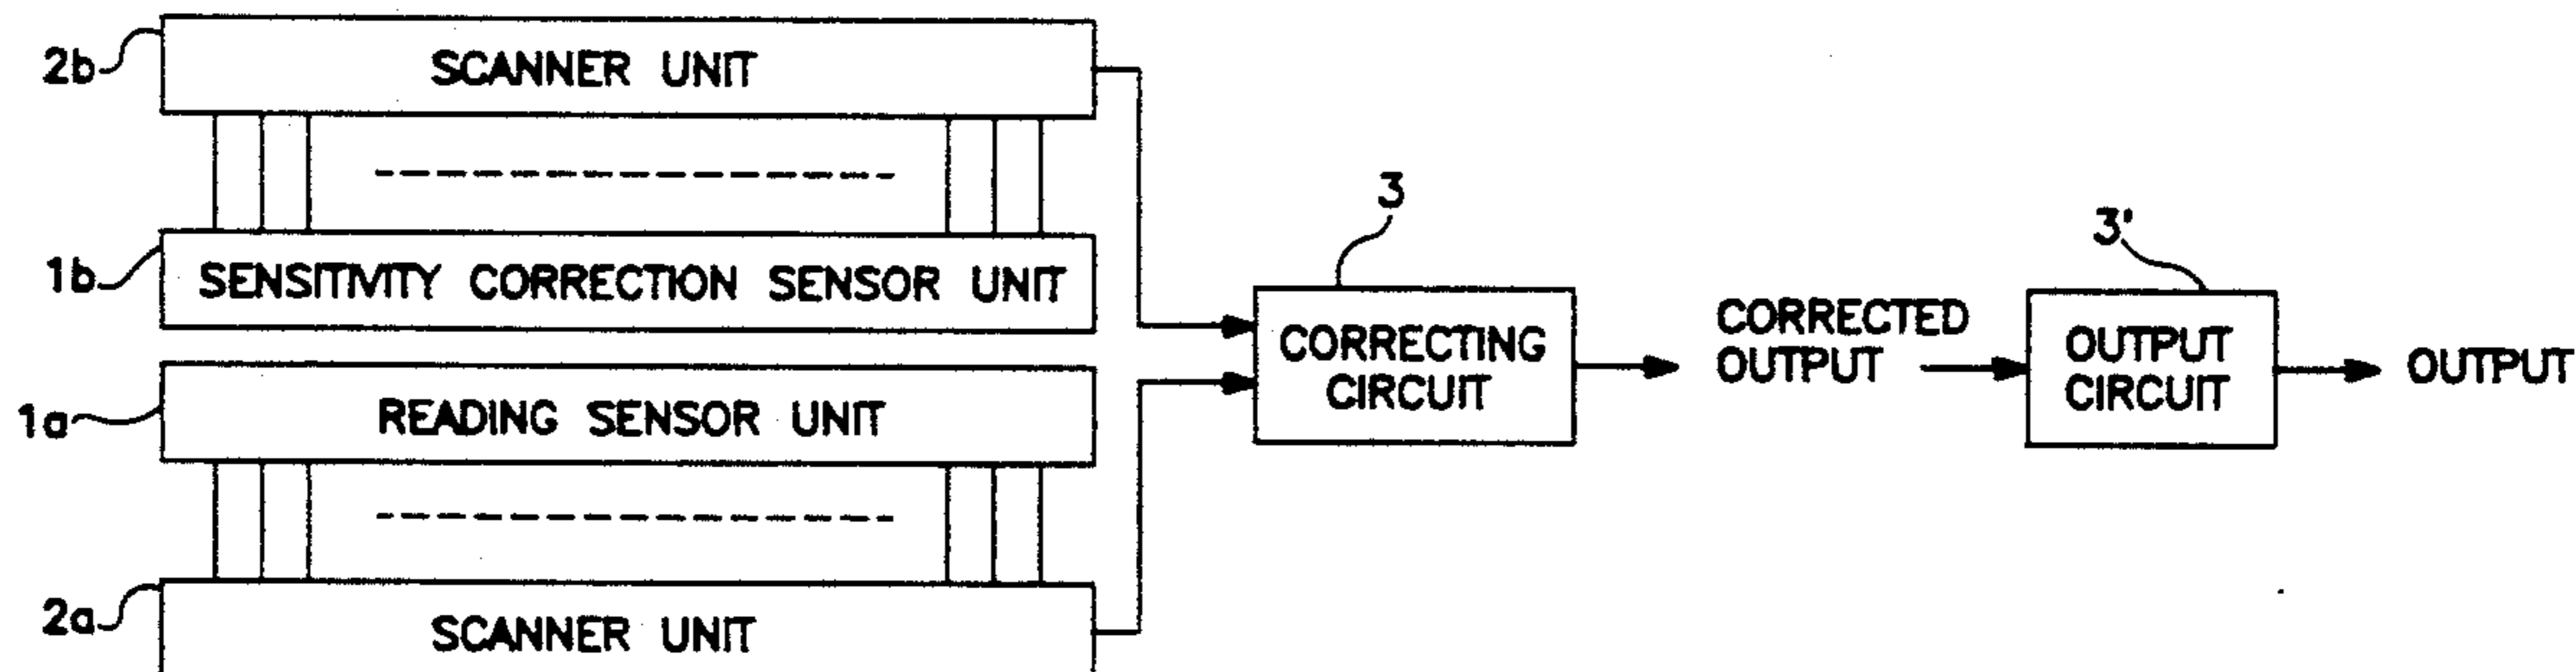 2b
SCANNER UNIT
1b
SENSITIVITY CORRECTION SENSOR UNIT
1a
READING SENSOR UNIT
2a
SCANNER UNIT
3
CORRECTING
CIRCUIT
CORRECTED
OUTPUT
3'
OUTPUT
CIRCUIT
OUTPUT